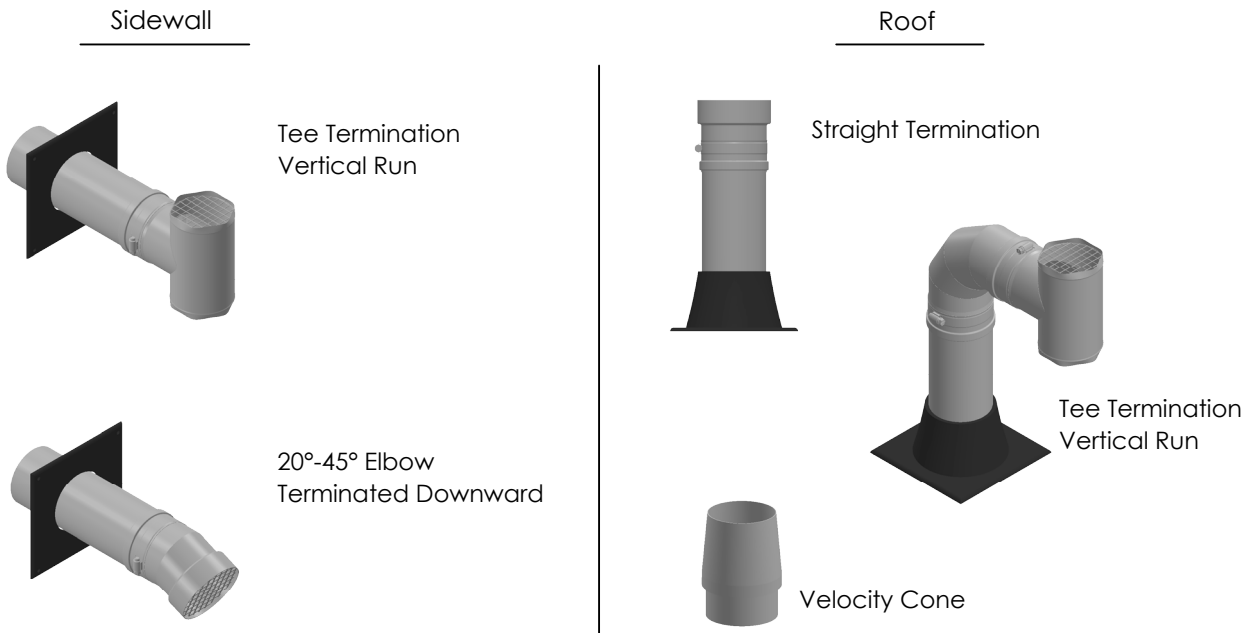 Sidewall
Tee Termination
Vertical Run
20°-45° Elbow
Terminated Downward
Roof
Straight Termination
Tee Termination
Vertical Run
Velocity Cone